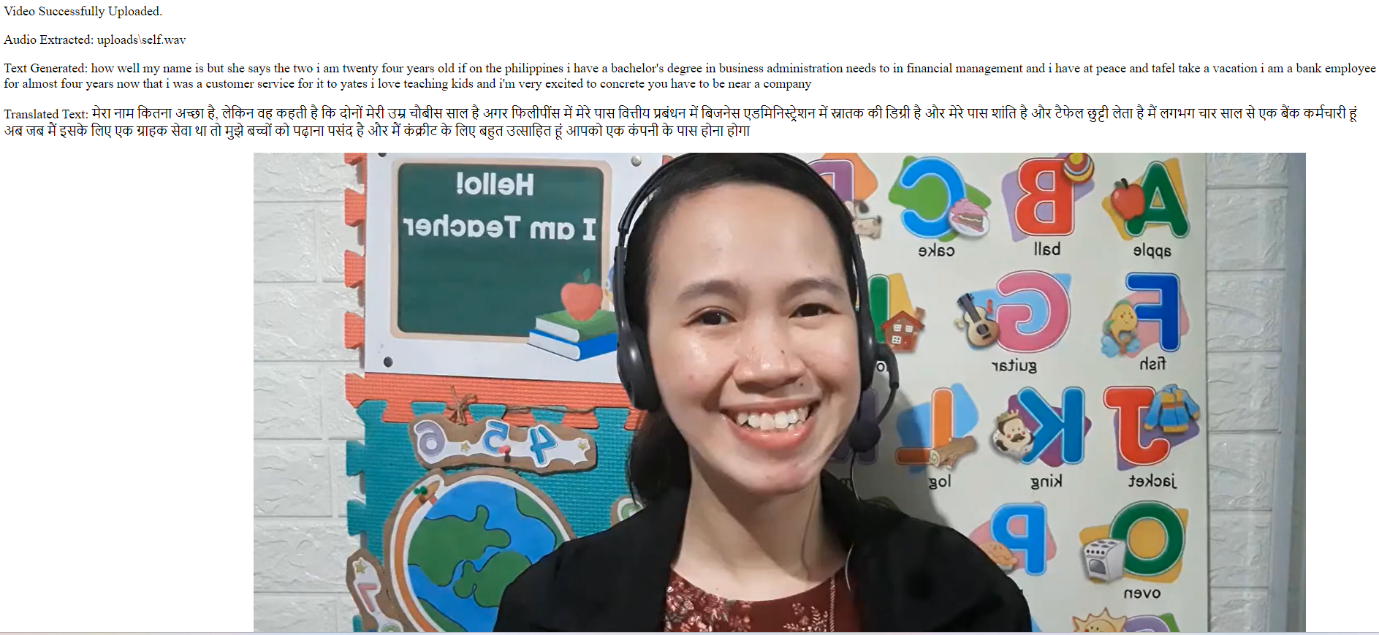 Video Successfully Uploaded.
Audio Extracted: uploads\self.wav
Text Generated: how well my name is but she says the two i am twenty four years old if on the philippines i have a bachelor's degree in business administration needs to in financial management and i have at peace and tafel take a vacation i am a bank employee
for almost four years now that i was a customer service for it to yates i love teaching kids and i'm very excited to concrete you have to be near a company
Translated Text: मेरा नाम कितना अच्छा है, लेकिन वह कहती है कि दोनों मेरी उम्र चौबीस साल है अगर फिलीपींस में मेरे पास वित्तीय प्रबंधन में बिजनेस एडमिनिस्ट्रेशन में स्नातक की डिग्री है और मेरे पास शांति है और टैफेल छुट्टी लेता है मैं लगभग चार साल से एक बैंक कर्मचारी हूं
अब जब मैं इसके लिए एक ग्राहक सेवा था तो मुझे बच्चों को पढ़ाना पसंद है और मैं कंक्रीट के लिए बहुत उत्साहित हूं आपको एक कंपनी के पास होना होगा
Hello!
I am Teacher
C B A
cake ball apple
G F
guitar fish
L K J
log king jacket
P O
oven
4 5 6
7